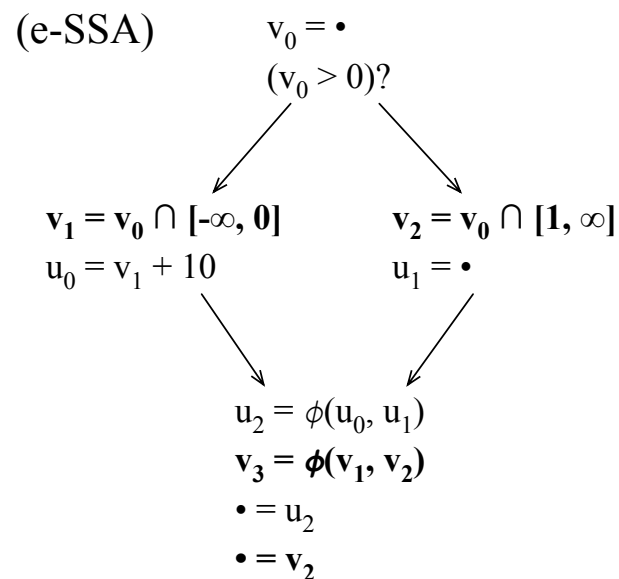 (e-SSA)
v₀ = •
(v₀ > 0)?
v₁ = v₀ ∩ [-∞, 0]
u₀ = v₁ + 10
v₂ = v₀ ∩ [1, ∞]
u₁ = •
u₂ = ϕ(u₀, u₁)
v₃ = ϕ(v₁, v₂)
• = u₂
• = v₂